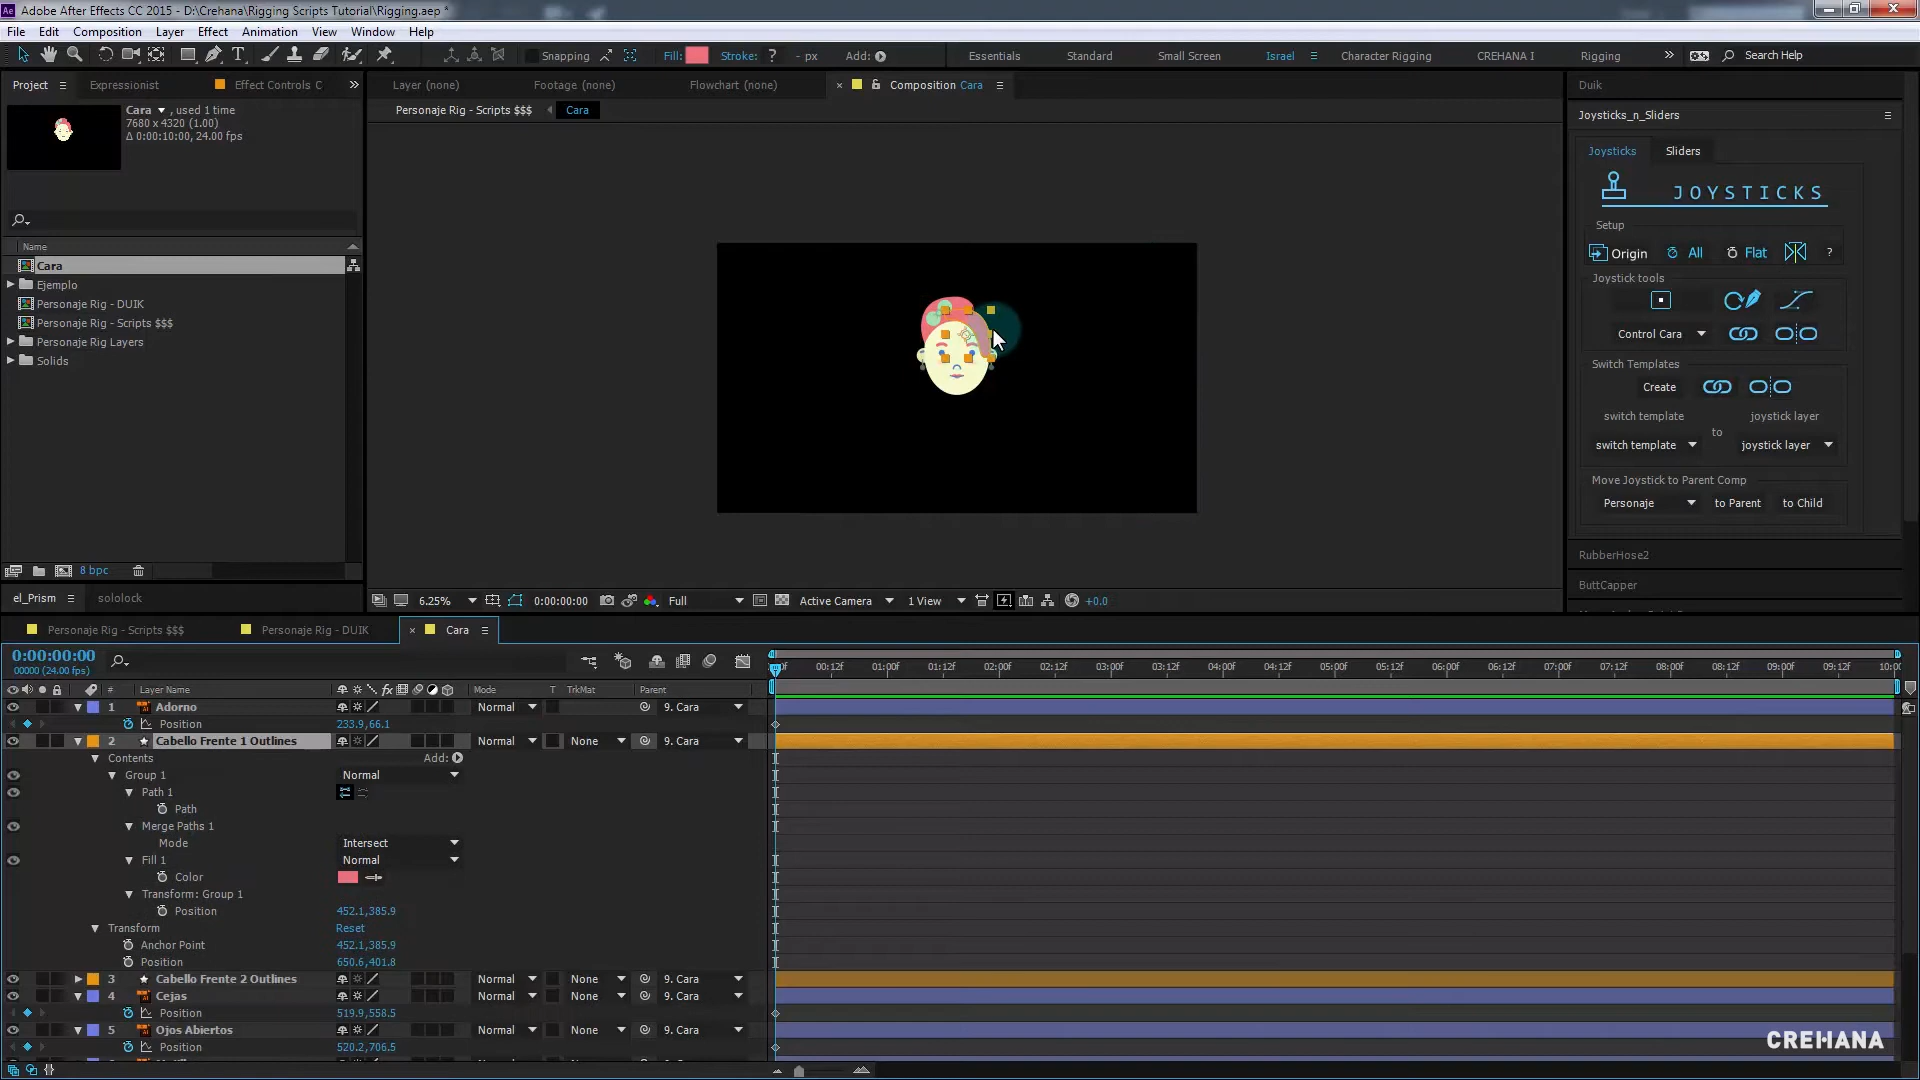 Adobe After Effects CC 2015 - D:\Crehana\Rigging Scripts Tutorial\Rigging.aep *
File Edit Composition Layer Effect Animation View Window Help
Snapping Fill: Stroke: ? - px Add: Essentials Standard Small Screen Israel Character Rigging CREHANA I Rigging Search Help
Project Expressionist Effect Controls C
Layer (none) Footage (none) Flowchart (none) Composition Cara
Duik
Cara , used 1 time
7680 x 4320 (1.00)
Δ 0:00:10:00, 24.00 fps
Personaje Rig - Scripts $$$ Cara
Joysticks_n_Sliders
Joysticks Sliders
JOYSTICKS
Setup
Origin All Flat ?
Joystick tools
Control Cara
Switch Templates
Create
switch template joystick layer
to
switch template joystick layer
Move Joystick to Parent Comp
Personaje to Parent to Child
RubberHose2
ButtCapper
Name
Cara
Ejemplo
Personaje Rig - DUIK
Personaje Rig - Scripts $$$
Personaje Rig Layers
Solids
8 bpc
el_Prism sololock
6.25% 0:00:00:00 Full Active Camera 1 View +0.0
Personaje Rig - Scripts $$$ Personaje Rig - DUIK Cara
0:00:00:00
00000 (24.00 fps)
00:12f 01:00f 01:12f 02:00f 02:12f 03:00f 03:12f 04:00f 04:12f 05:00f 05:12f 06:00f 06:12f 07:00f 07:12f 08:00f 08:12f 09:00f 09:12f
# Layer Name fx Mode T TrkMat Parent
1 Adorno Normal 9. Cara
Position 233.9,66.1
2 Cabello Frente 1 Outlines Normal None 9. Cara
Contents Add:
Group 1 Normal
Path 1
Path
Merge Paths 1
Mode Intersect
Fill 1 Normal
Color
Transform: Group 1
Position 452.1,385.9
Transform Reset
Anchor Point 452.1,385.9
Position 650.6,401.8
3 Cabello Frente 2 Outlines Normal None 9. Cara
4 Cejas Normal None 9. Cara
Position 519.9,558.5
5 Ojos Abiertos Normal None 9. Cara
Position 520.2,706.5
CREHANA